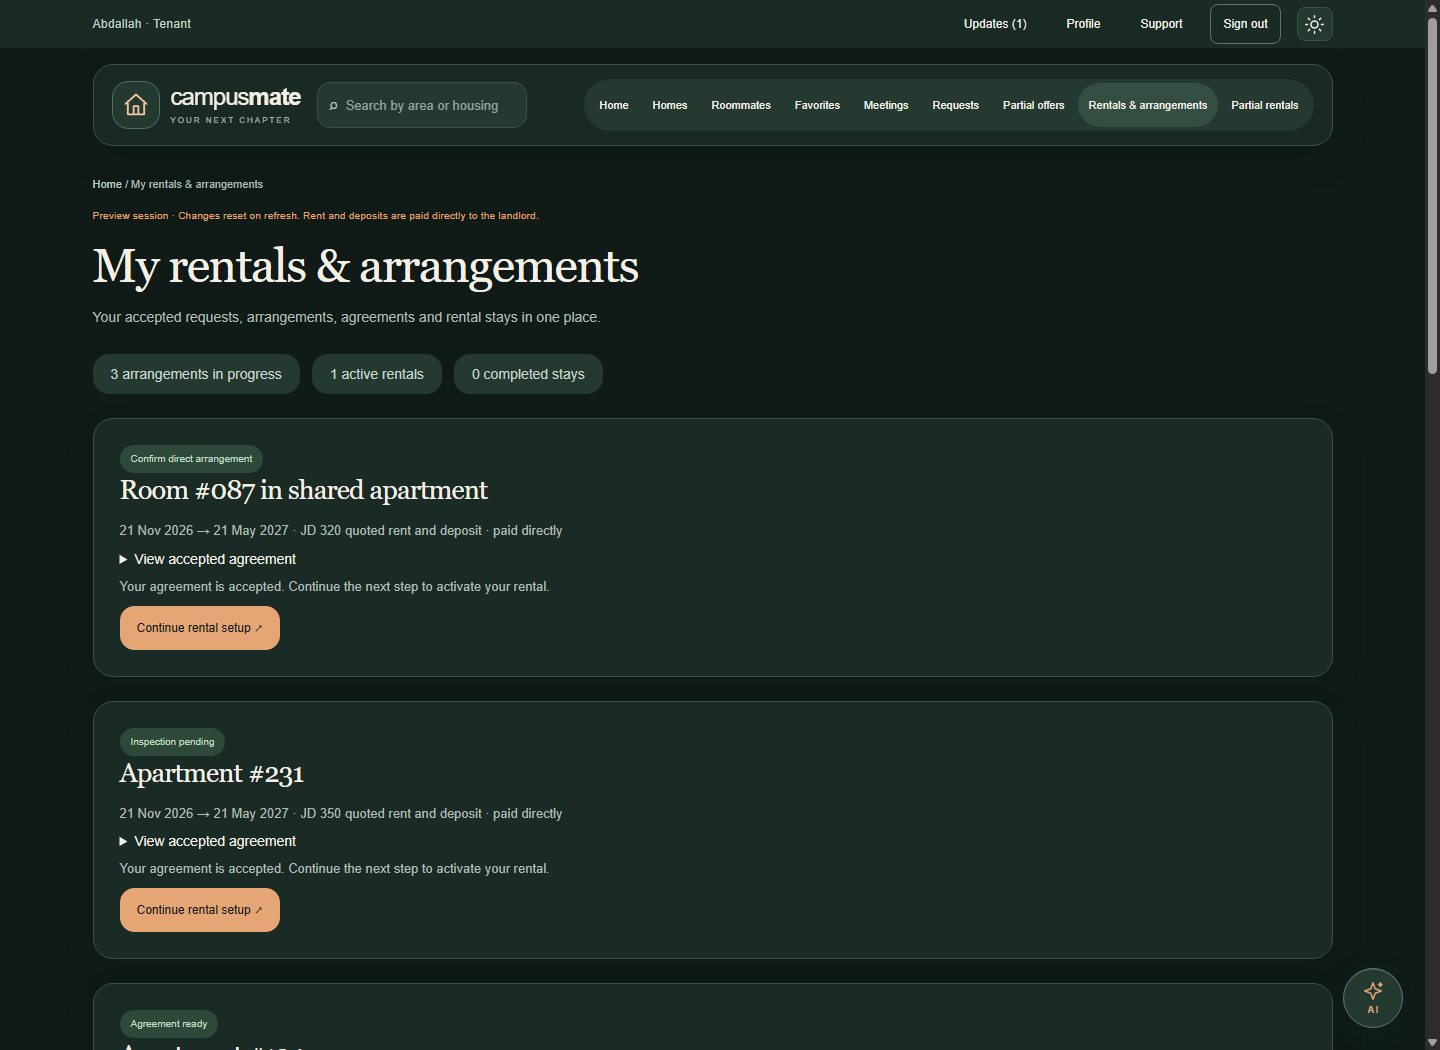 Abdallah · Tenant
Updates (1)
Profile
Support
Sign out
campusmate
YOUR NEXT CHAPTER
Search by area or housing
Home
Homes
Roommates
Favorites
Meetings
Requests
Partial offers
Rentals & arrangements
Partial rentals
Home / My rentals & arrangements
Preview session · Changes reset on refresh. Rent and deposits are paid directly to the landlord.
My rentals & arrangements
Your accepted requests, arrangements, agreements and rental stays in one place.
3 arrangements in progress
1 active rentals
0 completed stays
Confirm direct arrangement
Room #087 in shared apartment
21 Nov 2026 → 21 May 2027 · JD 320 quoted rent and deposit · paid directly
▶ View accepted agreement
Your agreement is accepted. Continue the next step to activate your rental.
Continue rental setup ↗
Inspection pending
Apartment #231
21 Nov 2026 → 21 May 2027 · JD 350 quoted rent and deposit · paid directly
▶ View accepted agreement
Your agreement is accepted. Continue the next step to activate your rental.
Continue rental setup ↗
Agreement ready
AI